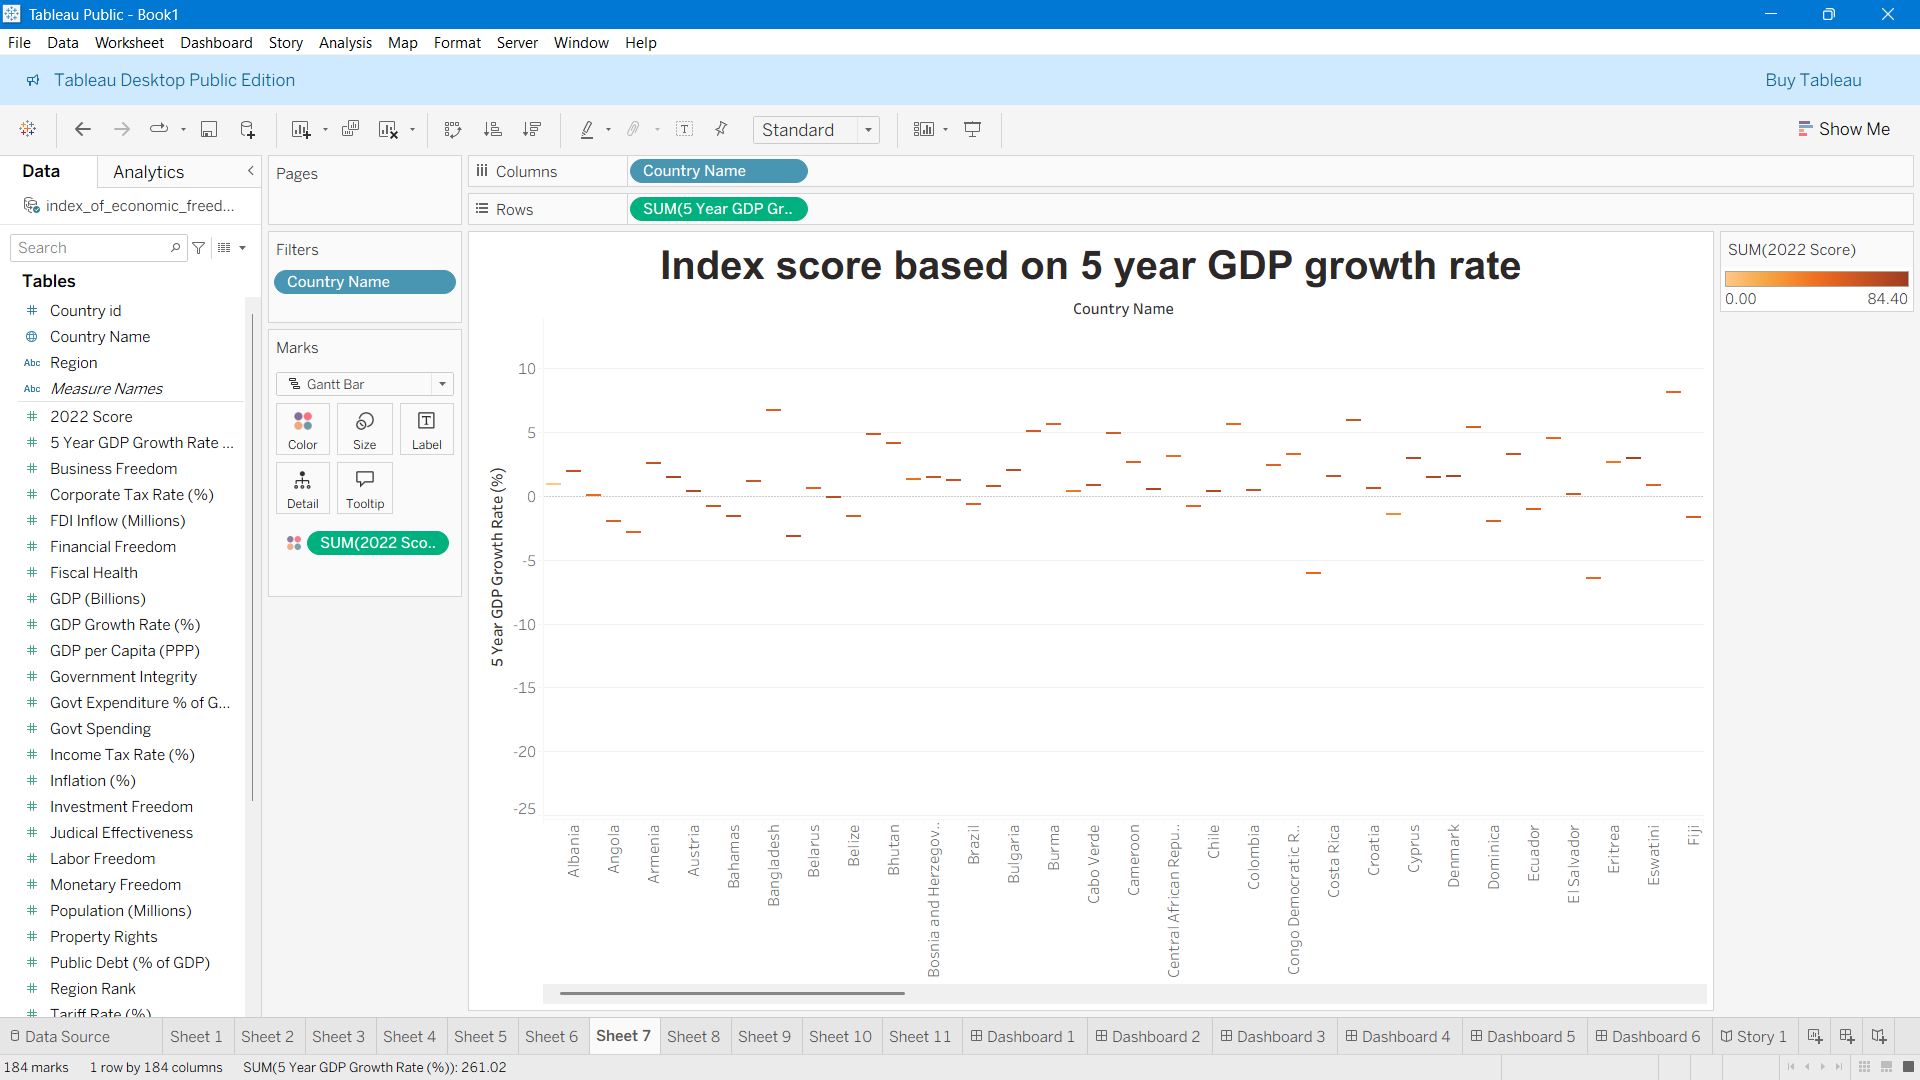 Tableau Public - Book1
File Data Worksheet Dashboard Story Analysis Map Format Server Window Help
Tableau Desktop Public Edition
Buy Tableau
Standard
Show Me
Data
Analytics
index_of_economic_freed...
Search
Tables
Country id
Country Name
Abc Region
Abc Measure Names
2022 Score
5 Year GDP Growth Rate ...
Business Freedom
Corporate Tax Rate (%)
FDI Inflow (Millions)
Financial Freedom
Fiscal Health
GDP (Billions)
GDP Growth Rate (%)
GDP per Capita (PPP)
Government Integrity
Govt Expenditure % of G...
Govt Spending
Income Tax Rate (%)
Inflation (%)
Investment Freedom
Judical Effectiveness
Labor Freedom
Monetary Freedom
Population (Millions)
Property Rights
Public Debt (% of GDP)
Region Rank
Tariff Rate (%)
Pages
Filters
Country Name
Marks
Gantt Bar
Color
Size
Label
Detail
Tooltip
SUM(2022 Sco..
Columns
Country Name
Rows
SUM(5 Year GDP Gr..
Index score based on 5 year GDP growth rate
Country Name
5 Year GDP Growth Rate (%)
10
5
0
-5
-10
-15
-20
-25
Albania
Angola
Armenia
Austria
Bahamas
Bangladesh
Belarus
Belize
Bhutan
Bosnia and Herzegov..
Brazil
Bulgaria
Burma
Cabo Verde
Cameroon
Central African Repu..
Chile
Colombia
Congo Democratic R..
Costa Rica
Croatia
Cyprus
Denmark
Dominica
Ecuador
El Salvador
Eritrea
Eswatini
Fiji
SUM(2022 Score)
0.00
84.40
Data Source
Sheet 1
Sheet 2
Sheet 3
Sheet 4
Sheet 5
Sheet 6
Sheet 7
Sheet 8
Sheet 9
Sheet 10
Sheet 11
Dashboard 1
Dashboard 2
Dashboard 3
Dashboard 4
Dashboard 5
Dashboard 6
Story 1
184 marks
1 row by 184 columns
SUM(5 Year GDP Growth Rate (%)): 261.02